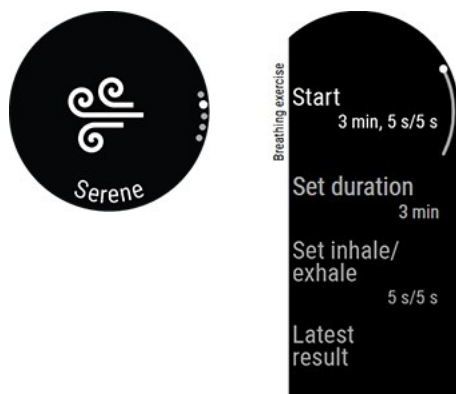 Serene
Breathing exercise
Start
3 min, 5 s/5 s
Set duration
3 min
Set inhale/
exhale
5 s/5 s
Latest
result